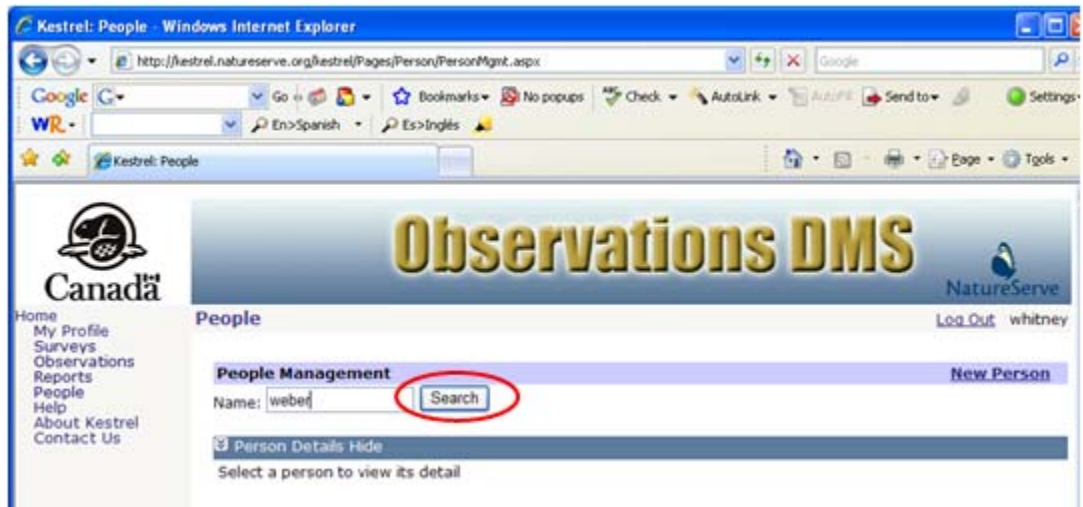 Kestrel: People - Windows Internet Explorer
http://kestrel.natureserve.org/kestrel/Pages/Person/PersonMgmt.aspx Google
Google G Go Bookmarks No popups Check AutoLink AutoFill Send to Settings
WR. En>Spanish Es>Inglés
Kestrel: People Page Tools
Observations DMS
Canada
NatureServe
Home
My Profile
Surveys
Observations
Reports
People
Help
About Kestrel
Contact Us
People Log Out whitney
People Management New Person
Name: weber Search
Person Details Hide
Select a person to view its detail